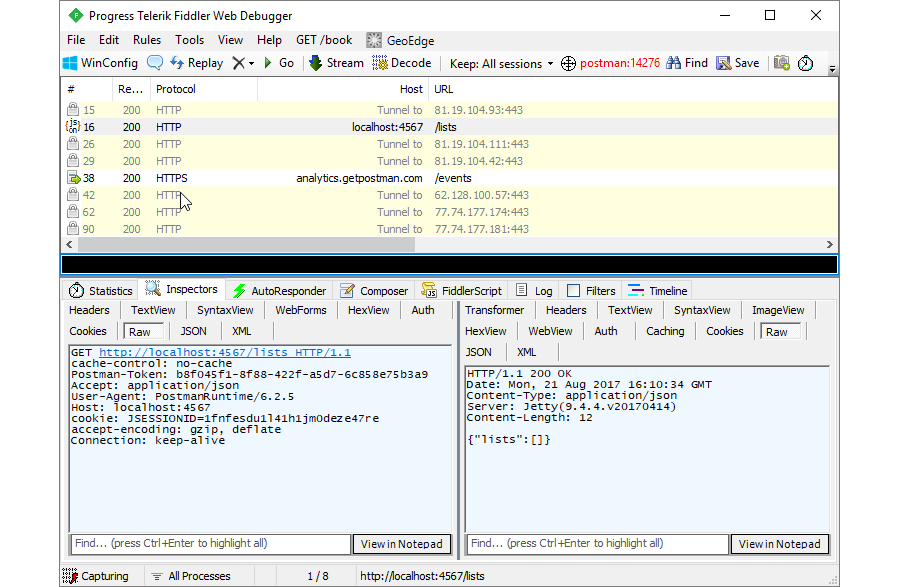 Progress Telerik Fiddler Web Debugger
File Edit Rules Tools View Help GET /book GeoEdge
WinConfig Replay Go Stream Decode Keep: All sessions postman:14276 Find Save
# Re... Protocol Host URL
15 200 HTTP Tunnel to 81.19.104.93:443
{js on} 16 200 HTTP localhost:4567 /lists
26 200 HTTP Tunnel to 81.19.104.111:443
29 200 HTTP Tunnel to 81.19.104.42:443
38 200 HTTPS analytics.getpostman.com /events
42 200 HTTP Tunnel to 62.128.100.57:443
62 200 HTTP Tunnel to 77.74.177.174:443
90 200 HTTP Tunnel to 77.74.177.181:443
Statistics Inspectors AutoResponder Composer FiddlerScript Log Filters Timeline
Headers TextView SyntaxView WebForms HexView Auth
Cookies Raw JSON XML
GET http://localhost:4567/lists HTTP/1.1
cache-control: no-cache
Postman-Token: b8f045f1-8f88-422f-a5d7-6c858e75b3a9
Accept: application/json
User-Agent: PostmanRuntime/6.2.5
Host: localhost:4567
cookie: JSESSIONID=1fnfesdu1l41h1jm0deze47re
accept-encoding: gzip, deflate
Connection: keep-alive
Find... (press Ctrl+Enter to highlight all) View in Notepad
Transformer Headers TextView SyntaxView ImageView
HexView WebView Auth Caching Cookies Raw
JSON XML
HTTP/1.1 200 OK
Date: Mon, 21 Aug 2017 16:10:34 GMT
Content-Type: application/json
Server: Jetty(9.4.4.v20170414)
Content-Length: 12
{"lists":[]}
Find... (press Ctrl+Enter to highlight all) View in Notepad
Capturing All Processes 1 / 8 http://localhost:4567/lists